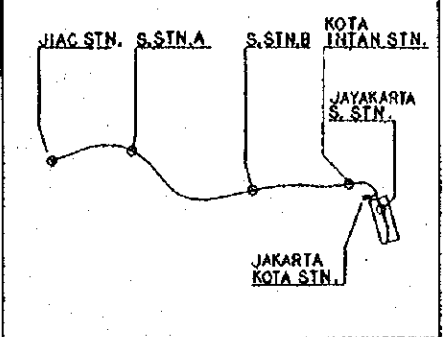 JIAC STN.
S.STN.A
S.STN.B
KOTA
INTAN STN.
JAYAKARTA
S. STN.
JAKARTA
KOTA STN.